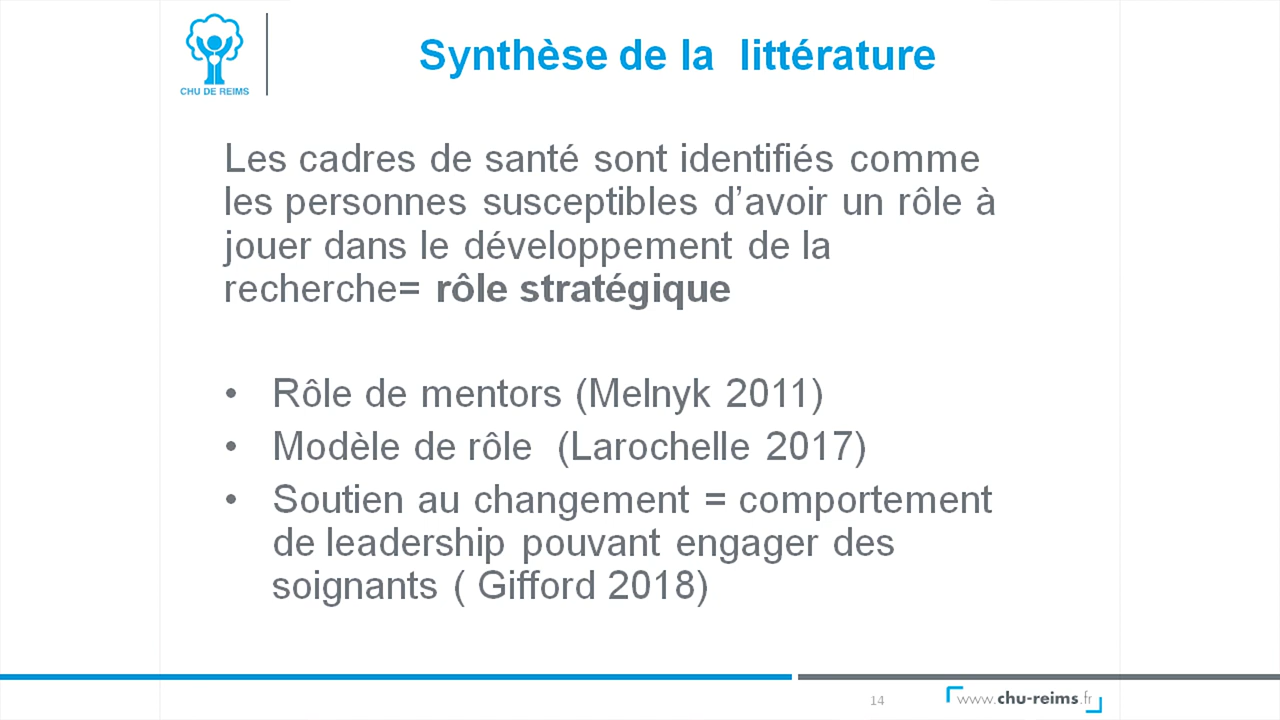 CHU DE REIMS
Synthèse de la littérature
Les cadres de santé sont identifiés comme
les personnes susceptibles d’avoir un rôle à
jouer dans le développement de la
recherche= rôle stratégique
• Rôle de mentors (Melnyk 2011)
• Modèle de rôle (Larochelle 2017)
• Soutien au changement = comportement
de leadership pouvant engager des
soignants ( Gifford 2018)
14
www.chu-reims.fr